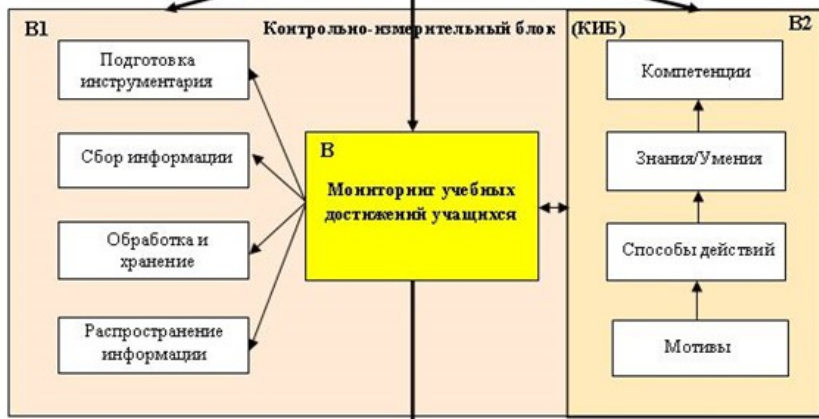 В1
Контрольно-измерительный блок (КИБ)
В2
Подготовка
инструментария
Сбор информации
Обработка и
хранение
Распространение
информации
В
Мониторинг учебных
достижений учащихся
Компетенции
Знания/Умения
Способы действий
Мотивы